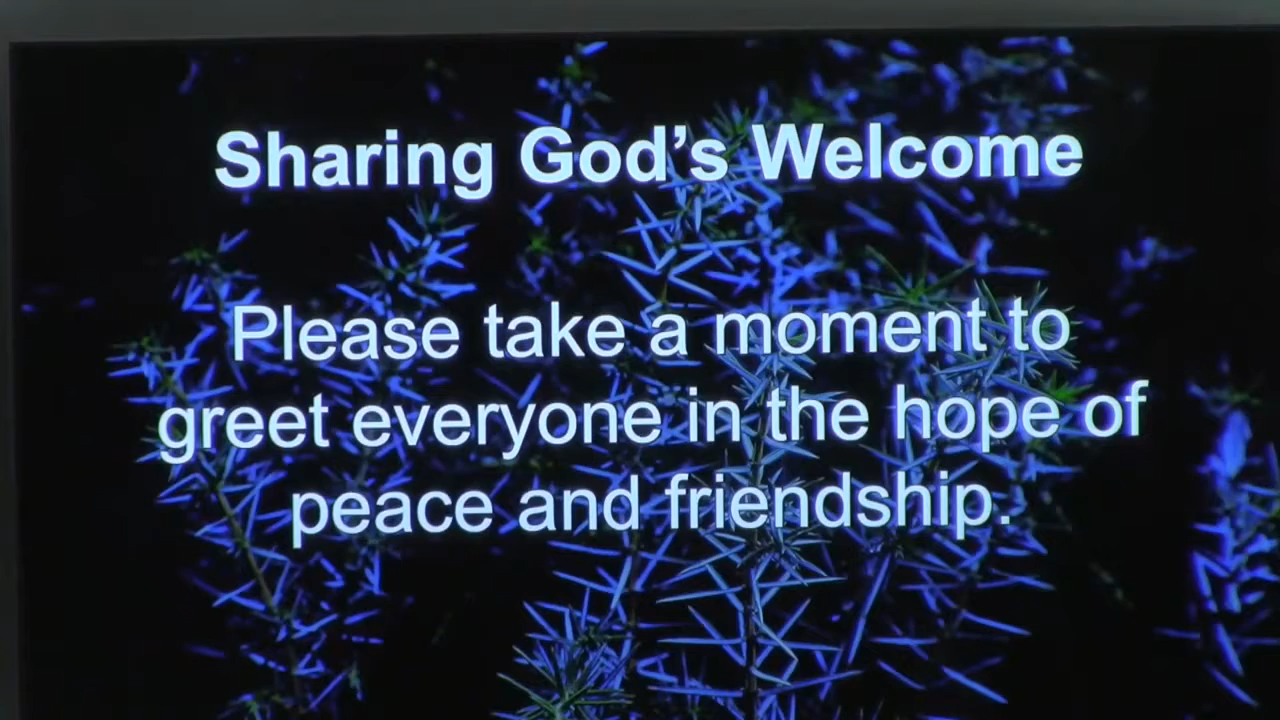 Sharing God’s Welcome
Please take a moment to
greet everyone in the hope of
peace and friendship.